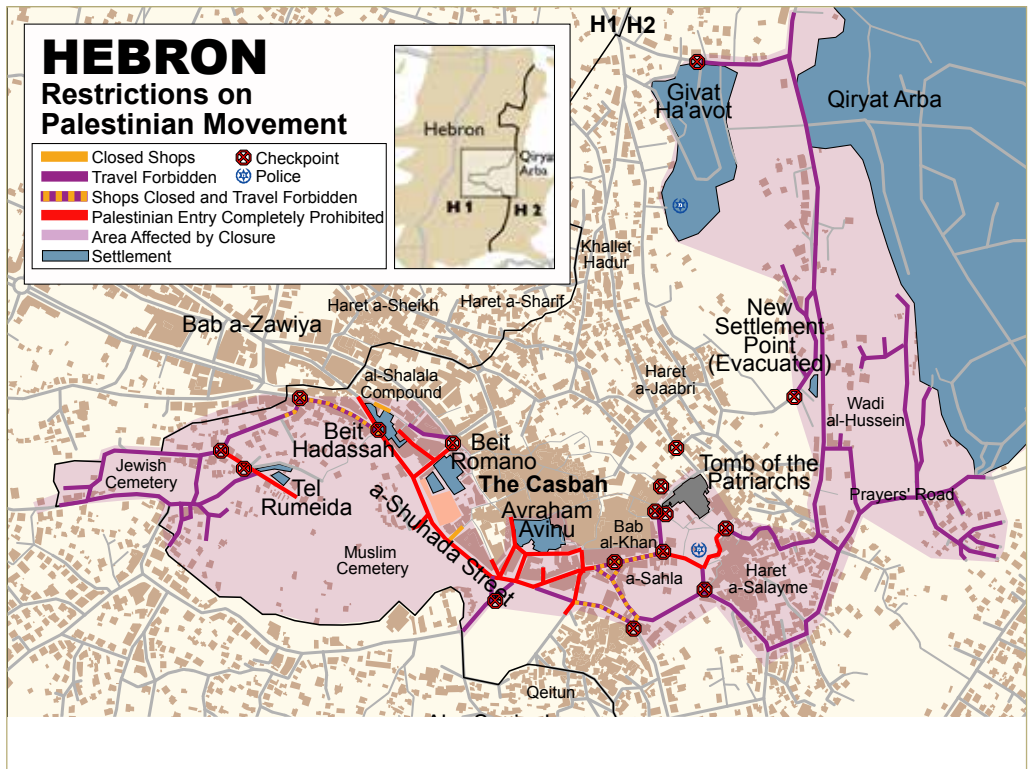 HEBRON
Restrictions on
Palestinian Movement
Closed Shops
Checkpoint
Travel Forbidden
Police
Shops Closed and Travel Forbidden
Palestinian Entry Completely Prohibited
Area Affected by Closure
Settlement
Hebron
Qirya
Arba
H 1
H 2
H1 H2
Givat
Ha'avot
Qiryat Arba
Khallet
Hadur
Haret a-Sheikh
Haret a-Sharif
Bab a-Zawiya
New
Settlement
Point
(Evacuated)
Haret
a-Jaabri
al-Shalala
Compound
Wadi
al-Hussein
Beit
Hadassah
Beit
Romano
Jewish
Cemetery
Tel
Rumeida
The Casbah
Tomb of the
Patriarchs
Prayers' Road
a-Shuhada Street
Avraham
Avinu
Bab
al-Khan
Muslim
Cemetery
a-Sahla
Haret
a-Salayme
Qeitun